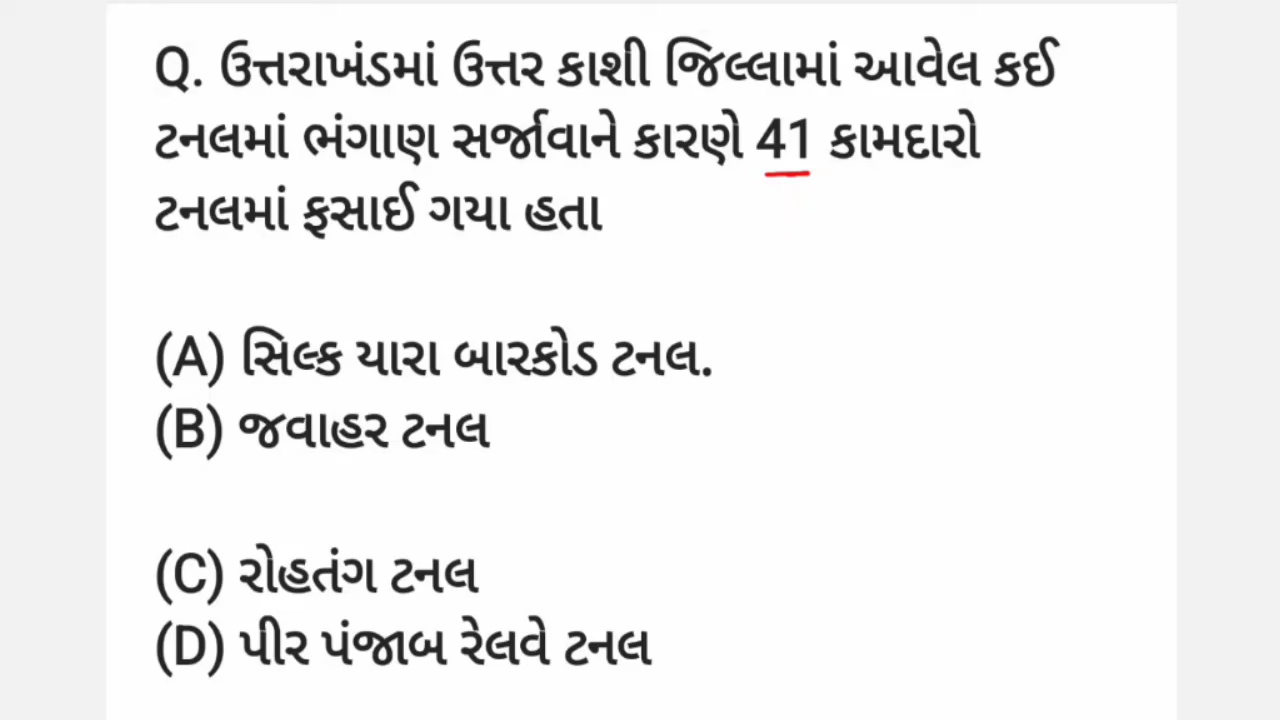 Q. ઉત્તરાખંડમાં ઉત્તર કાશી જિલ્લામાં આવેલ કઈ
ટનલમાં ભંગાણ સર્જાવાને કારણે 41 કામદારો
ટનલમાં ફસાઈ ગયા હતા
(A) સિલ્ક યારા બારકોડ ટનલ.
(B) જવાહર ટનલ
(C) રોહતંગ ટનલ
(D) પીર પંજાબ રેલવે ટનલ